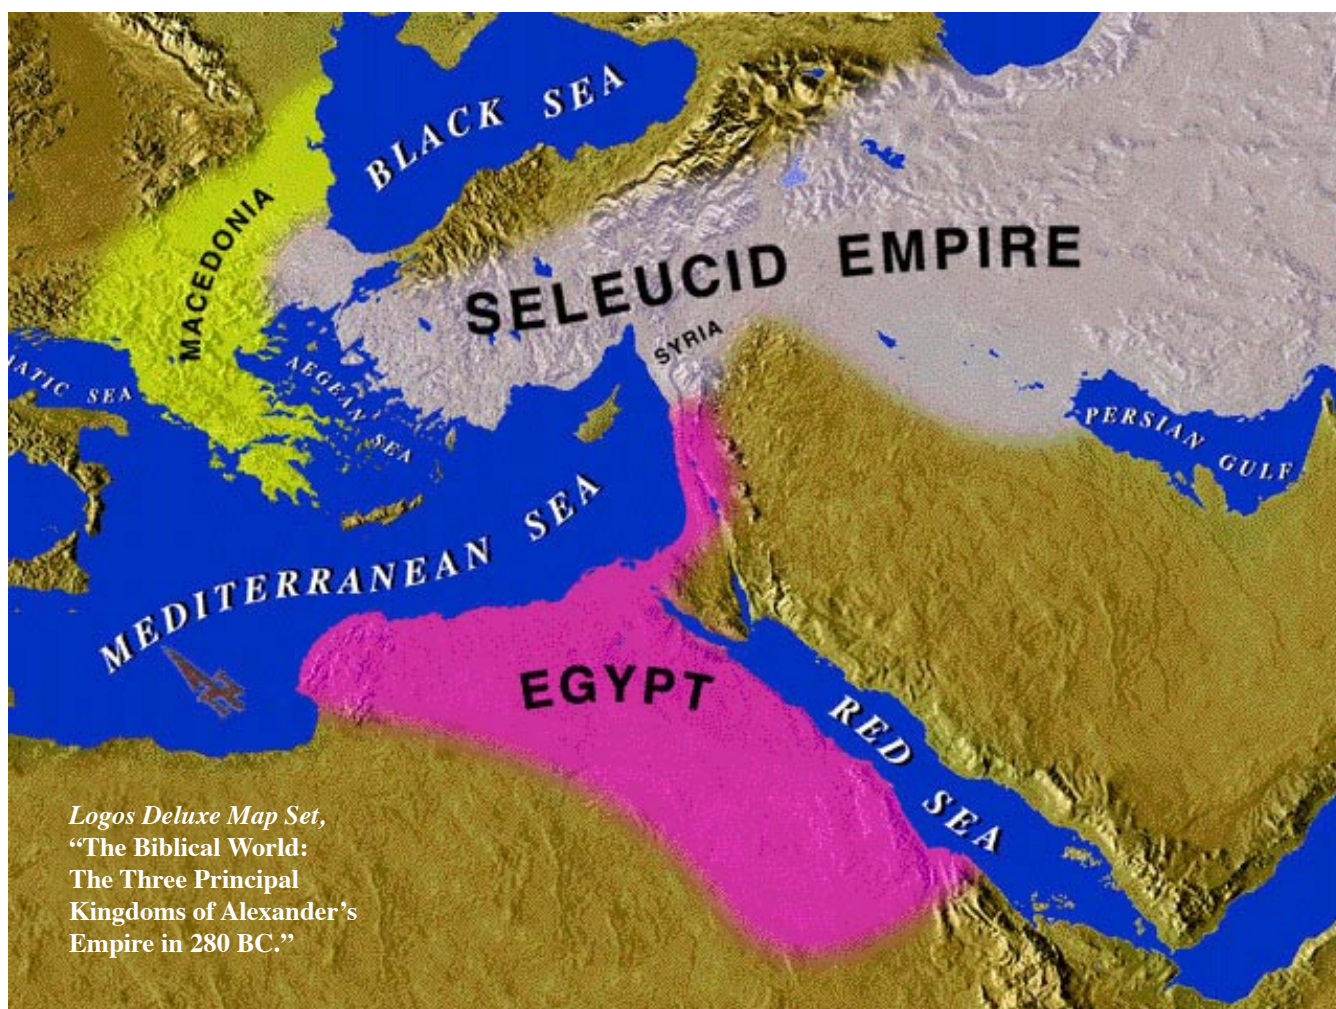 BLACK SEA
MACEDONIA
SELEUCID EMPIRE
SYRIA
ATIC SEA
AEGEAN SEA
PERSIAN GULF
MEDITERRANEAN SEA
EGYPT
RED SEA
Logos Deluxe Map Set,
“The Biblical World:
The Three Principal
Kingdoms of Alexander’s
Empire in 280 BC.”